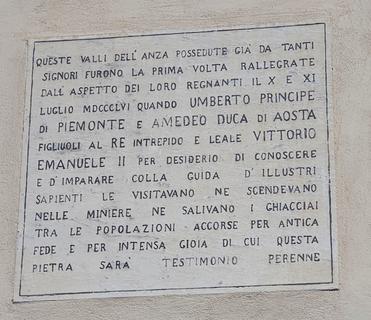 QUESTE VALLI DELL'ANZA POSSEDUTE GIÀ DA TANTI
SIGNORI FURONO LA PRIMA VOLTA RALLEGRATE
DALL'ASPETTO DEI LORO REGNANTI IL X E XI
LUGLIO MDCCCLVI QUANDO UMBERTO PRINCIPE
DI PIEMONTE E AMEDEO DUCA DI AOSTA
FIGLIUOLI AL RE INTREPIDO E LEALE VITTORIO
EMANUELE II PER DESIDERIO DI CONOSCERE
E D'IMPARARE COLLA GUIDA D'ILLUSTRI
SAPIENTI LE VISITAVANO NE SCENDEVANO
NELLE MINIERE NE SALIVANO I GHIACCIAI
TRA LE POPOLAZIONI ACCORSE PER ANTICA
FEDE E PER INTENSA GIOIA DI CUI QUESTA
PIETRA SARÀ TESTIMONIO PERENNE